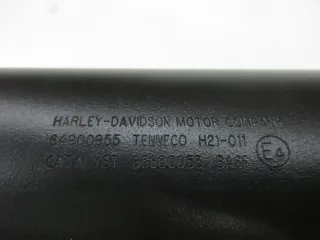 HARLEY-DAVIDSON MOTOR COMPANY
64900955 TENNECO H21-011
E4